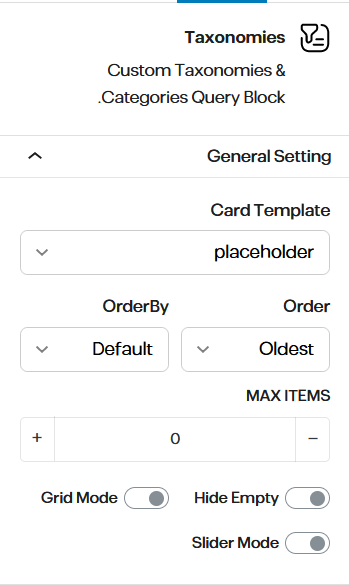 Taxonomies
Custom Taxonomies &
.Categories Query Block
General Setting
Card Template
placeholder
Order
OrderBy
Oldest
Default
MAX ITEMS
+ 0 −
Hide Empty
Grid Mode
Slider Mode